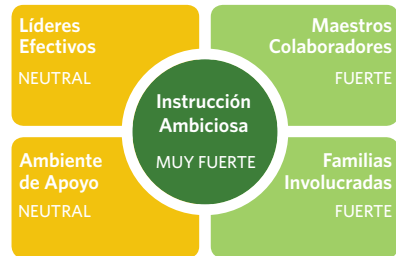 Líderes
Efectivos
NEUTRAL
Maestros
Colaboradores
FUERTE
Instrucción
Ambiciosa
MUY FUERTE
Ambiente
de Apoyo
NEUTRAL
Familias
Involucradas
FUERTE